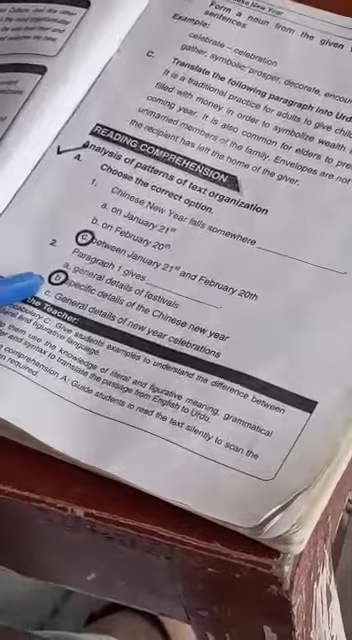 Form a noun from the given
sentences.
Example:
celebrate – celebration
gather, symbolic, prosper, decorate,
C. Translate the following paragraph into
It is a traditional practice for adults to give
filled with money in order to symbolize wealth
coming year. It is also common for elders to
unmarried members of the family. Envelopes are not
the recipient has left the home of the giver.
READING COMPREHENSION
Analysis of patterns of text organization
A. Choose the correct option.
1. Chinese New Year falls somewhere
a. on January 21st
b. on February 20th
c. between January 21st and February 20th
2. Paragraph 1 gives
a. general details of festivals
b. specific details of the Chinese new year
c. General details of new year celebrations
the Teacher:
C: Give students examples to understand the difference between
and figurative language.
them use the knowledge of literal and figurative meaning, grammatical
and syntax to translate the passage from English to Urdu.
comprehension A: Guide students to read the text silently to scan the
required.